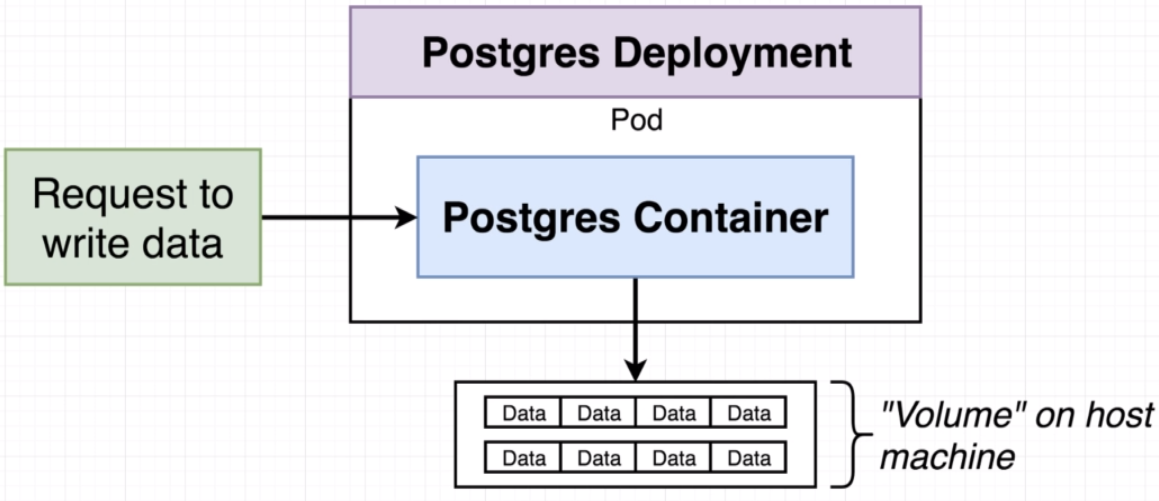 Postgres Deployment
Pod
Request to
write data
Postgres Container
Data Data Data Data
Data Data Data Data
"Volume" on host
machine